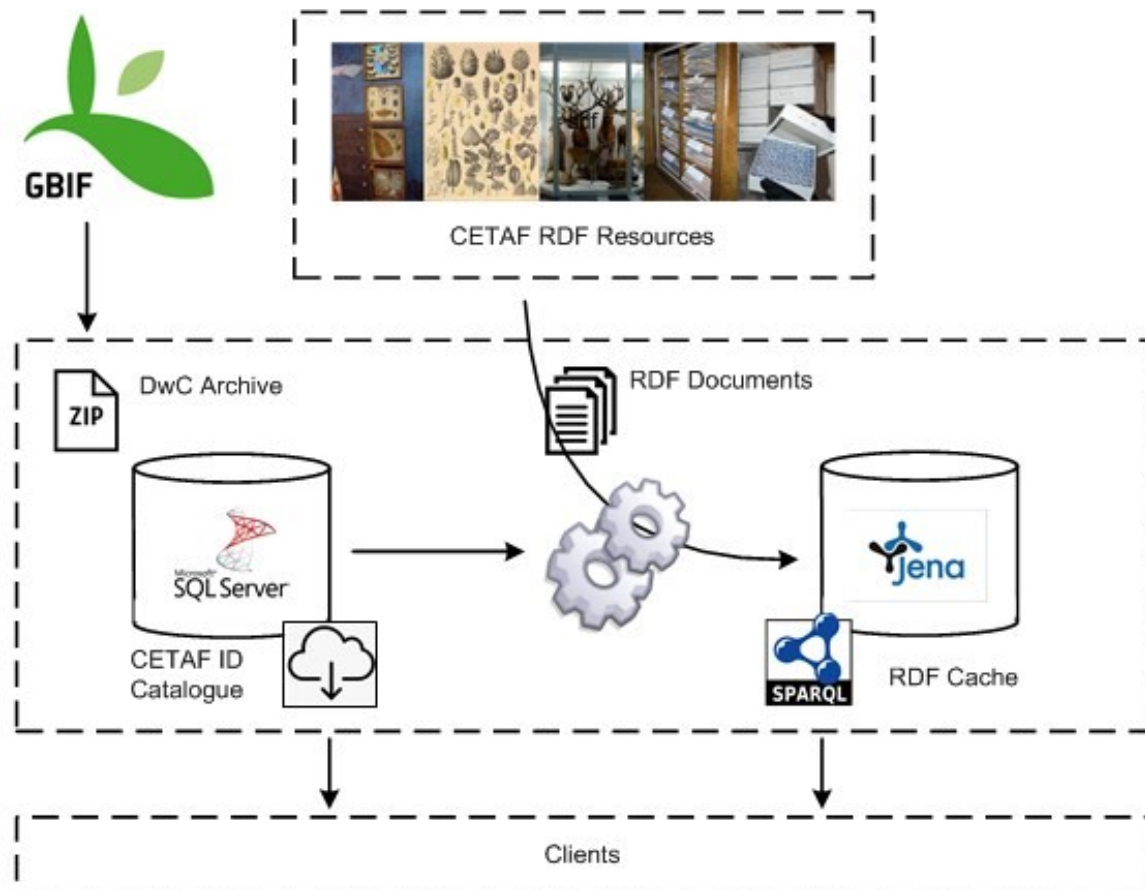 GBIF
CETAF RDF Resources
DwC Archive
ZIP
RDF Documents
Microsoft
SQL Server
jena
CETAF ID
Catalogue
SPARQL
RDF Cache
Clients